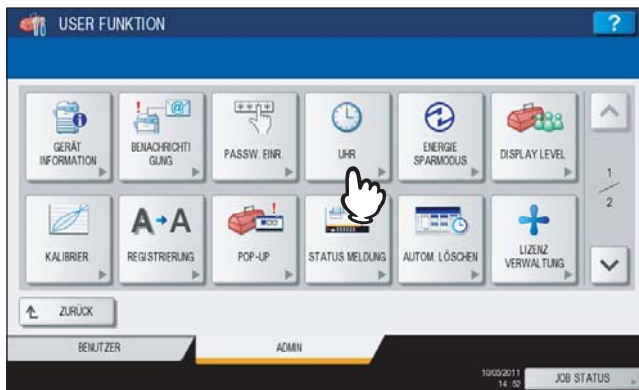 USER FUNKTION
?
GERÄT
INFORMATION
BENACHRICHTI
GUNG
PASSW. EINR.
UHR
ENERGIE
SPARMODUS
DISPLAY LEVEL
1
2
KALIBRIER.
A→A
REGISTRIERUNG
POP-UP
STATUS MELDUNG
AUTOM. LÖSCHEN
LIZENZ
VERWALTUNG
ZURÜCK
BENUTZER
ADMIN
10/05/2011
14 : 52
JOB STATUS